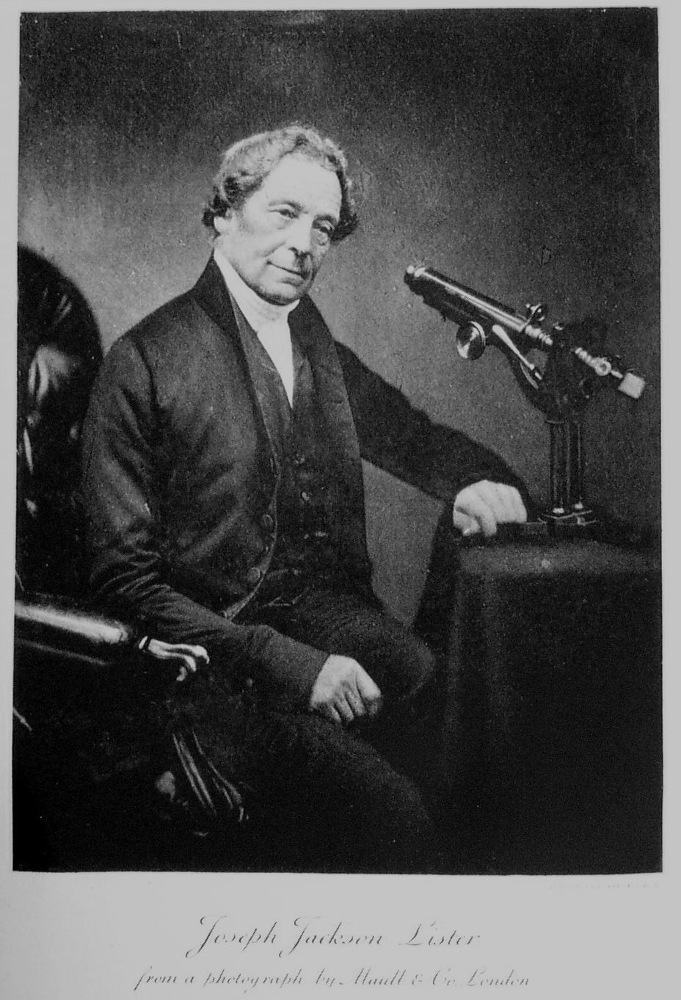 Joseph Jackson Lister
from a photograph by Maull & Co. London